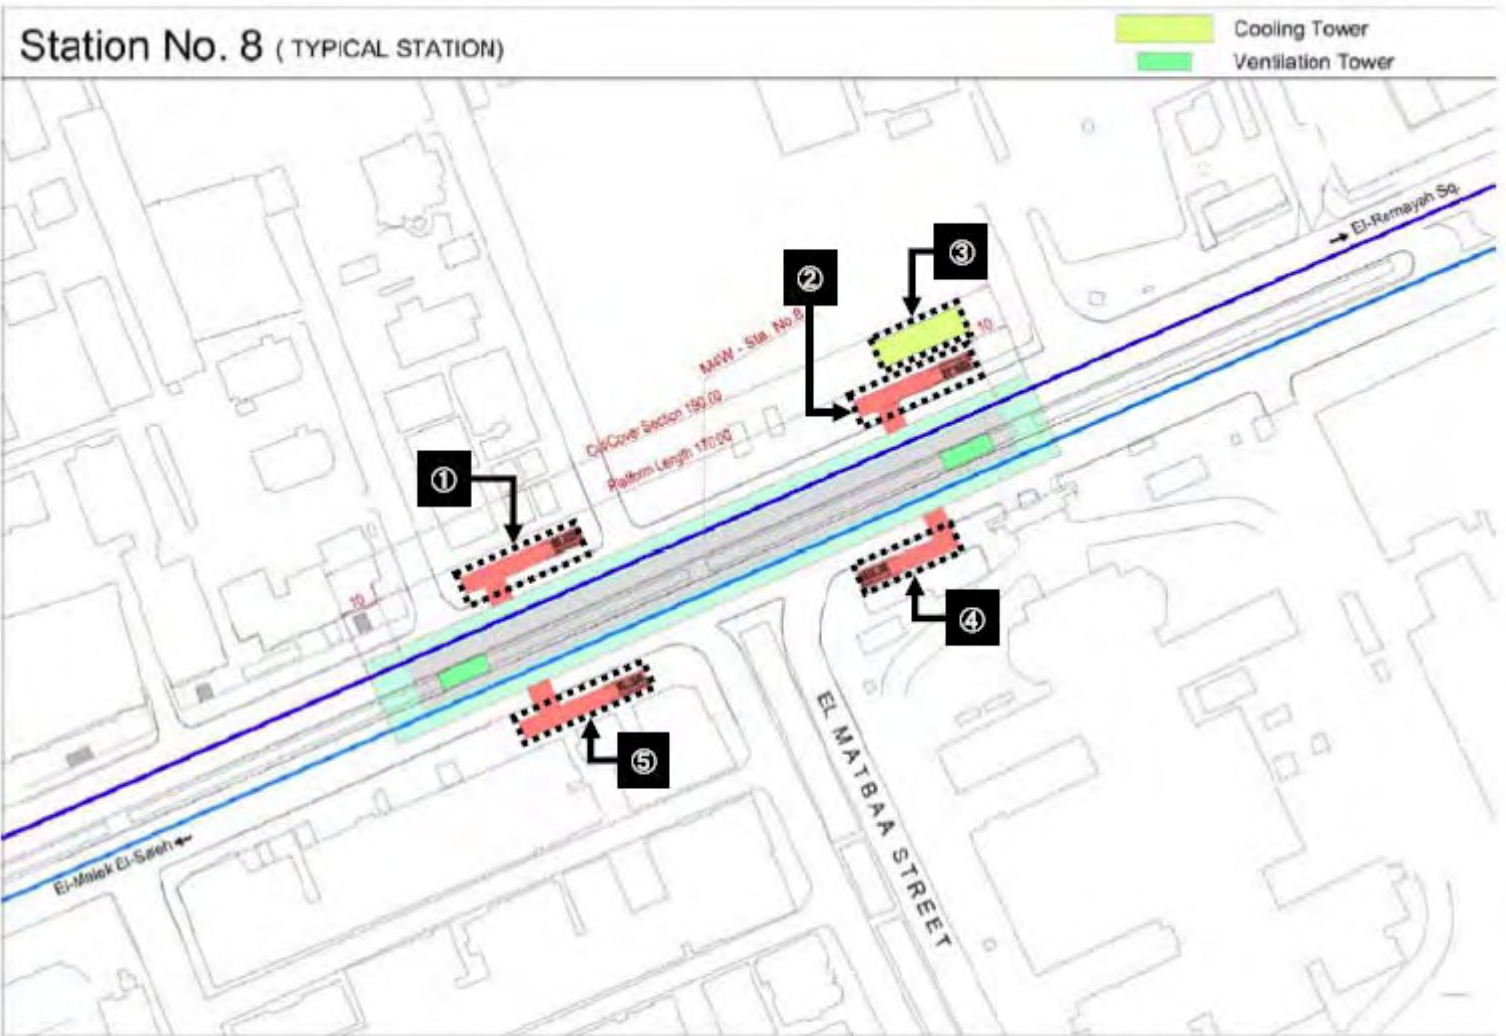 Station No. 8 ( TYPICAL STATION)
Cooling Tower
Ventilation Tower
El-Remayah Sq.
③
②
M4W - Sta. No.8
10
Cut/Cover Section 190.00
Platform Length 170.00
①
④
10
⑤
EL MATBAA STREET
El-Malek El-Saleh